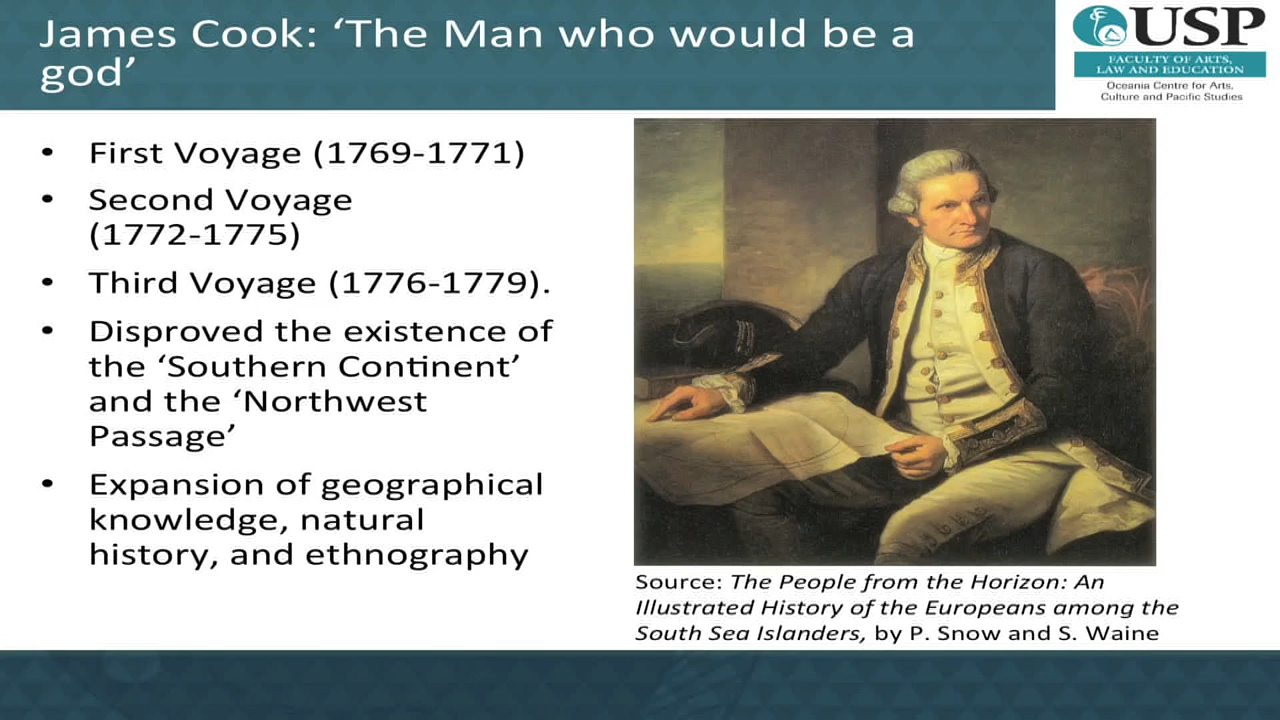 James Cook: ‘The Man who would be a
god’
USP
FACULTY OF ARTS,
LAW AND EDUCATION
Oceania Centre for Arts,
Culture and Pacific Studies
• First Voyage (1769-1771)
• Second Voyage
(1772-1775)
• Third Voyage (1776-1779).
• Disproved the existence of
the ‘Southern Continent’
and the ‘Northwest
Passage’
• Expansion of geographical
knowledge, natural
history, and ethnography
Source: The People from the Horizon: An
Illustrated History of the Europeans among the
South Sea Islanders, by P. Snow and S. Waine